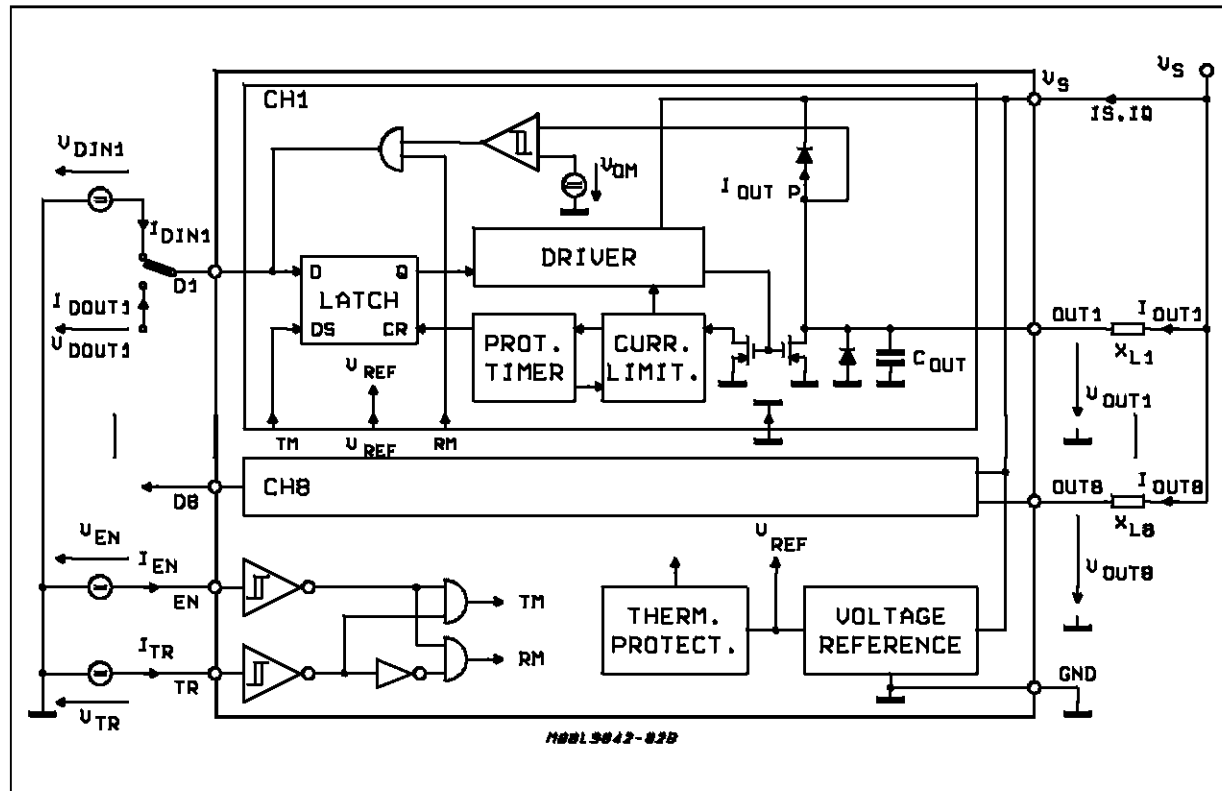 V_S
V_S
CH1
IS.IQ
V_DIN1
V_OM
I_OUT P
I_DIN1
DRIVER
D Q
D1
LATCH
I_DOUT1
DS CR
OUT1 I_OUT1
V_DOUT1
PROT. CURR.
TIMER LIMIT.
X_L1
C_OUT
V_REF
V_OUT1
TM V_REF RM
CH8
D8
OUT8 I_OUT8
X_L8
V_EN
V_REF
I_EN
V_OUT8
EN
TM
THERM. VOLTAGE
PROTECT. REFERENCE
I_TR
RM
TR
GND
V_TR
M88L9842-82B